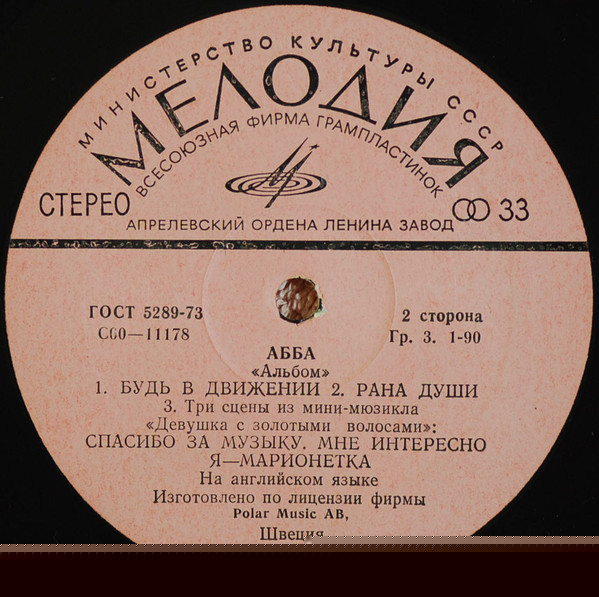 МИНИСТЕРСТВО КУЛЬТУРЫ СССР
МЕЛОДИЯ
ВСЕСОЮЗНАЯ ФИРМА ГРАМПЛАСТИНОК
СТЕРЕО
33
АПРЕЛЕВСКИЙ ОРДЕНА ЛЕНИНА ЗАВОД
ГОСТ 5289-73
2 сторона
С60—11178
Гр. 3. 1-90
АББА
«Альбом»
1. БУДЬ В ДВИЖЕНИИ 2. РАНА ДУШИ
3. Три сцены из мини-мюзикла
«Девушка с золотыми волосами»:
СПАСИБО ЗА МУЗЫКУ. МНЕ ИНТЕРЕСНО
Я—МАРИОНЕТКА
На английском языке
Изготовлено по лицензии фирмы
Polar Music AB,
Швеция